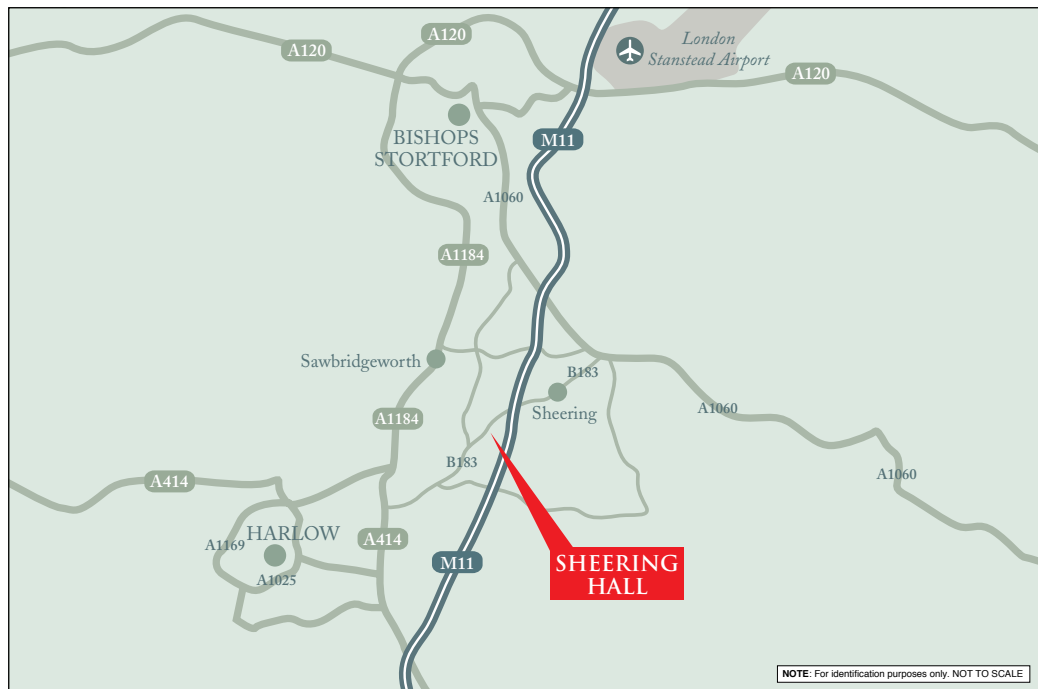 A120
A120
London
Stanstead Airport
A120
BISHOPS
STORTFORD
M11
A1060
A1184
Sawbridgeworth
B183
Sheering
A1060
A1184
B183
A1060
A414
HARLOW
A1169
A414
A1025
M11
SHEERING
HALL
NOTE: For identification purposes only. NOT TO SCALE